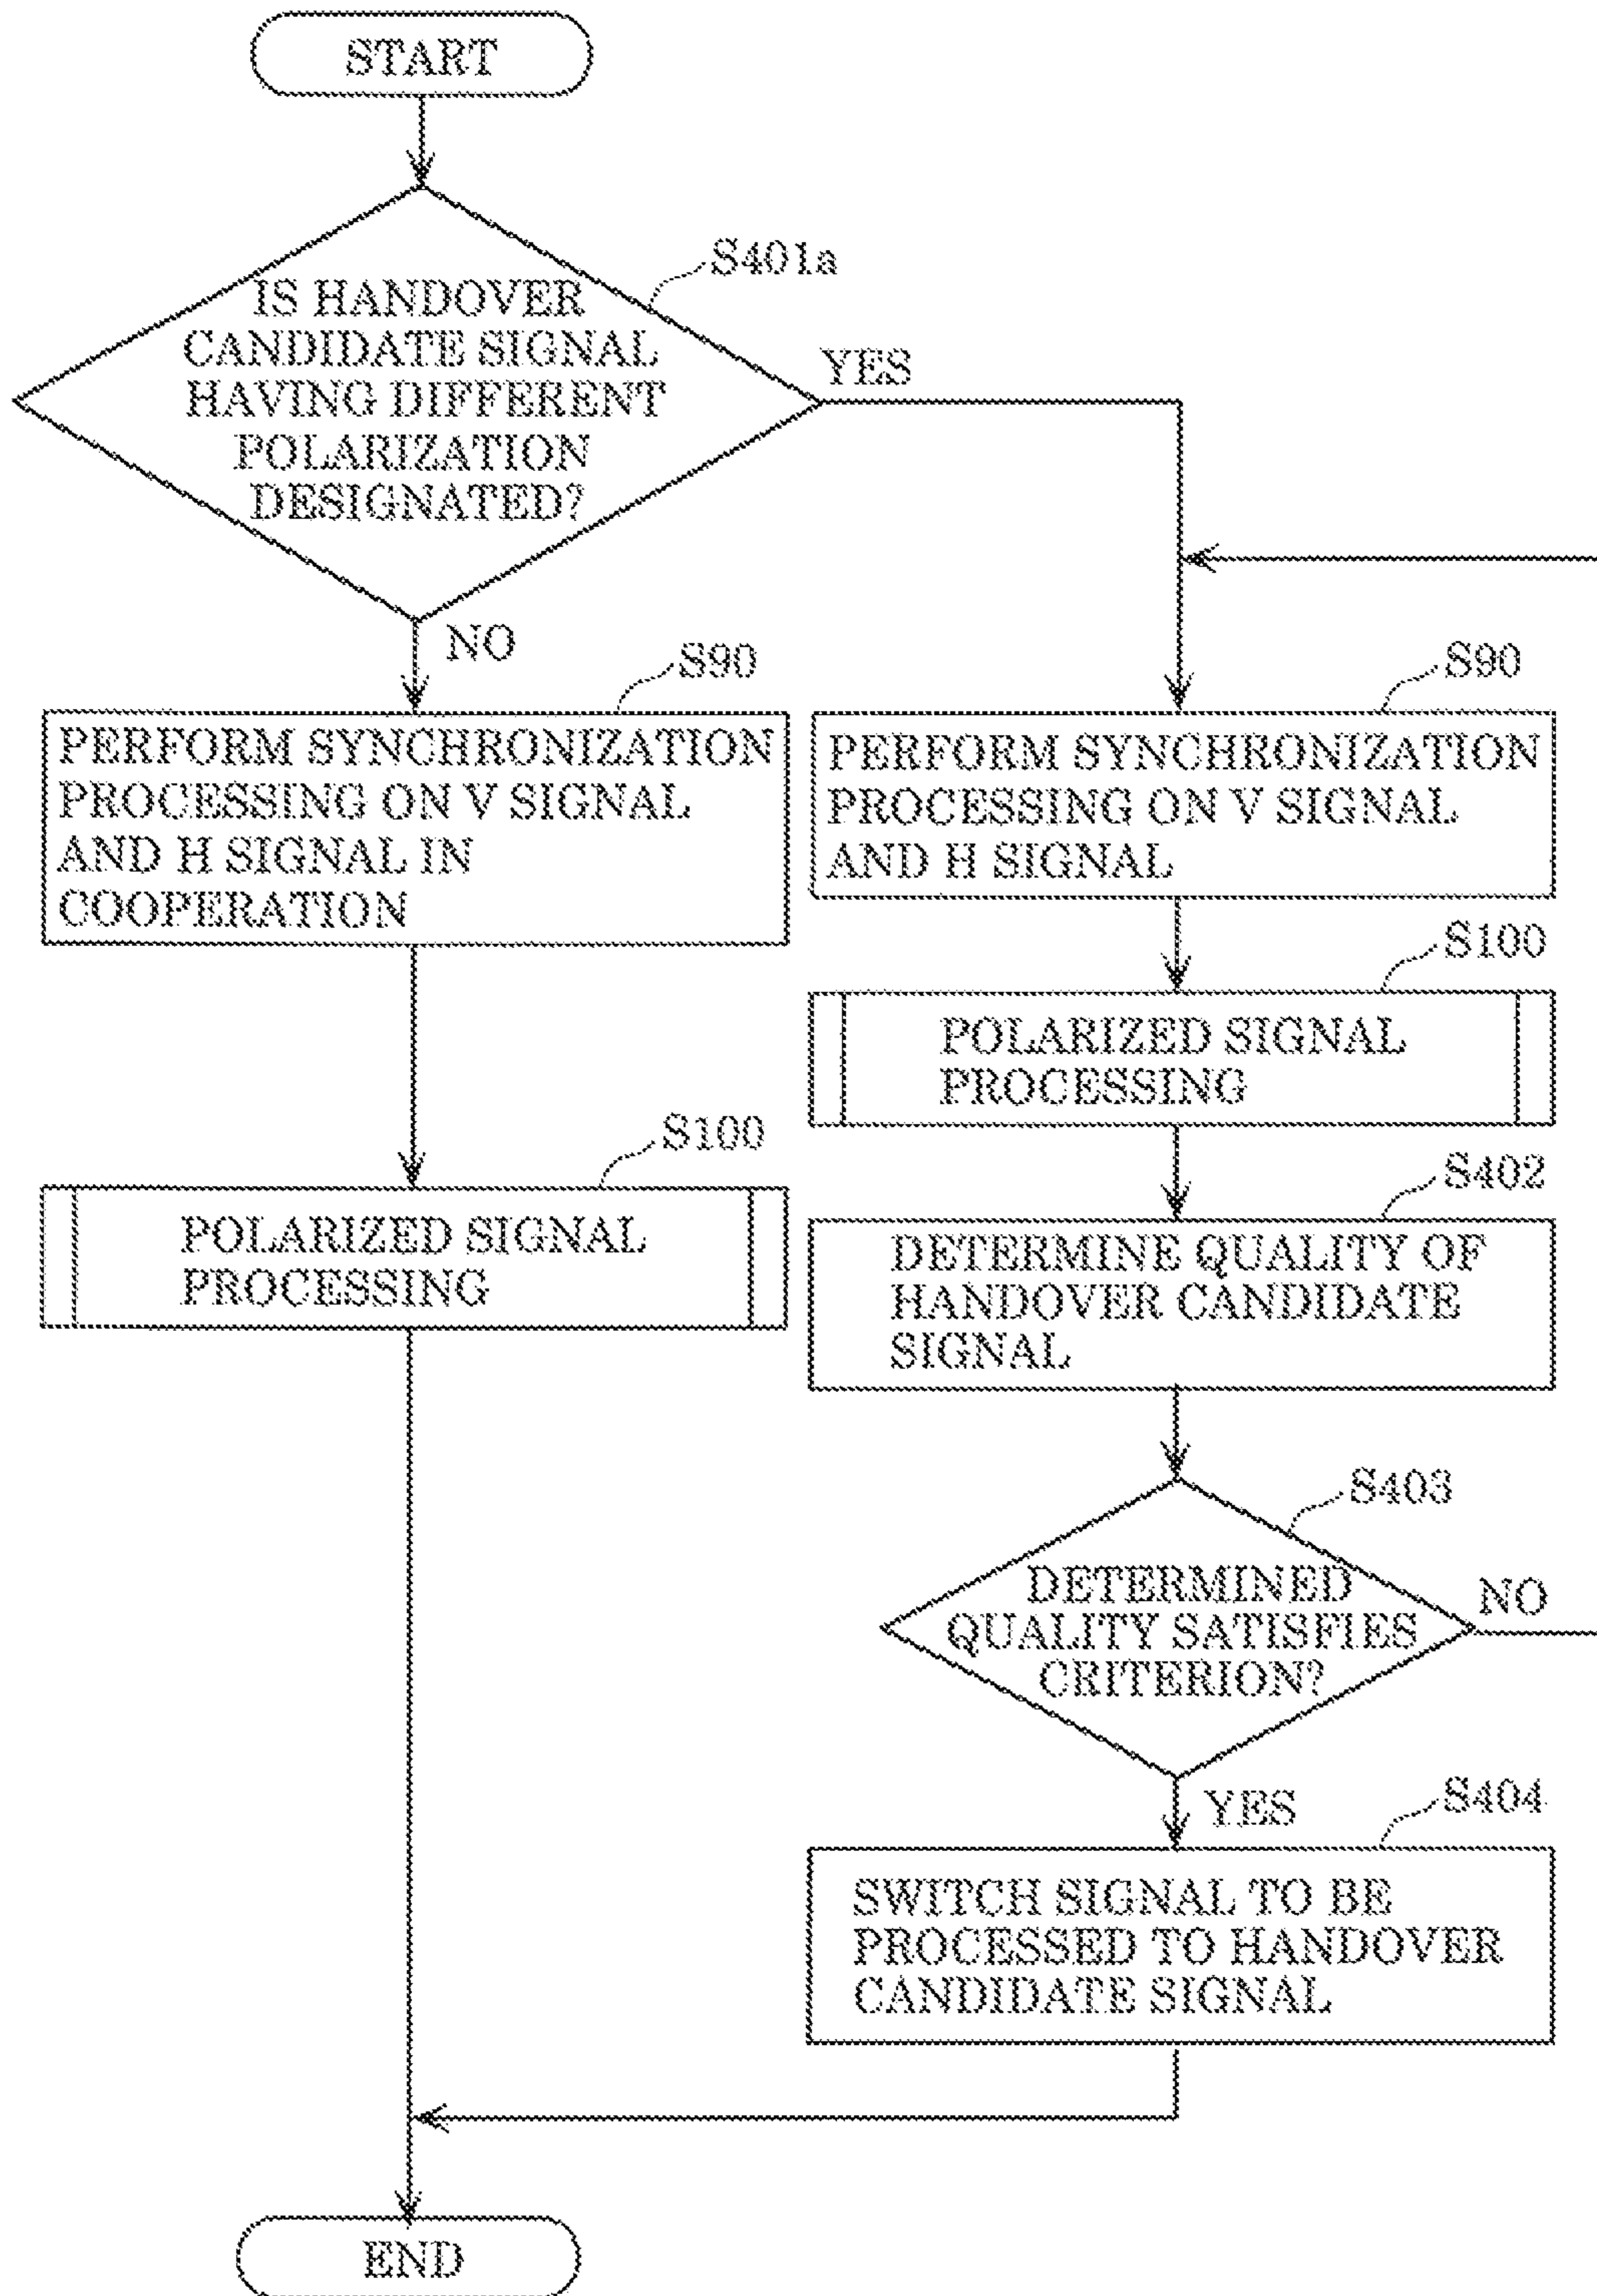 START
S401a
IS HANDOVER
CANDIDATE SIGNAL
HAVING DIFFERENT
POLARIZATION
DESIGNATED?
YES
NO
S90
PERFORM SYNCHRONIZATION
PROCESSING ON V SIGNAL
AND H SIGNAL IN
COOPERATION
S100
POLARIZED SIGNAL
PROCESSING
S90
PERFORM SYNCHRONIZATION
PROCESSING ON V SIGNAL
AND H SIGNAL
S100
POLARIZED SIGNAL
PROCESSING
S402
DETERMINE QUALITY OF
HANDOVER CANDIDATE
SIGNAL
S403
DETERMINED
QUALITY SATISFIES
CRITERION?
NO
YES
S404
SWITCH SIGNAL TO BE
PROCESSED TO HANDOVER
CANDIDATE SIGNAL
END